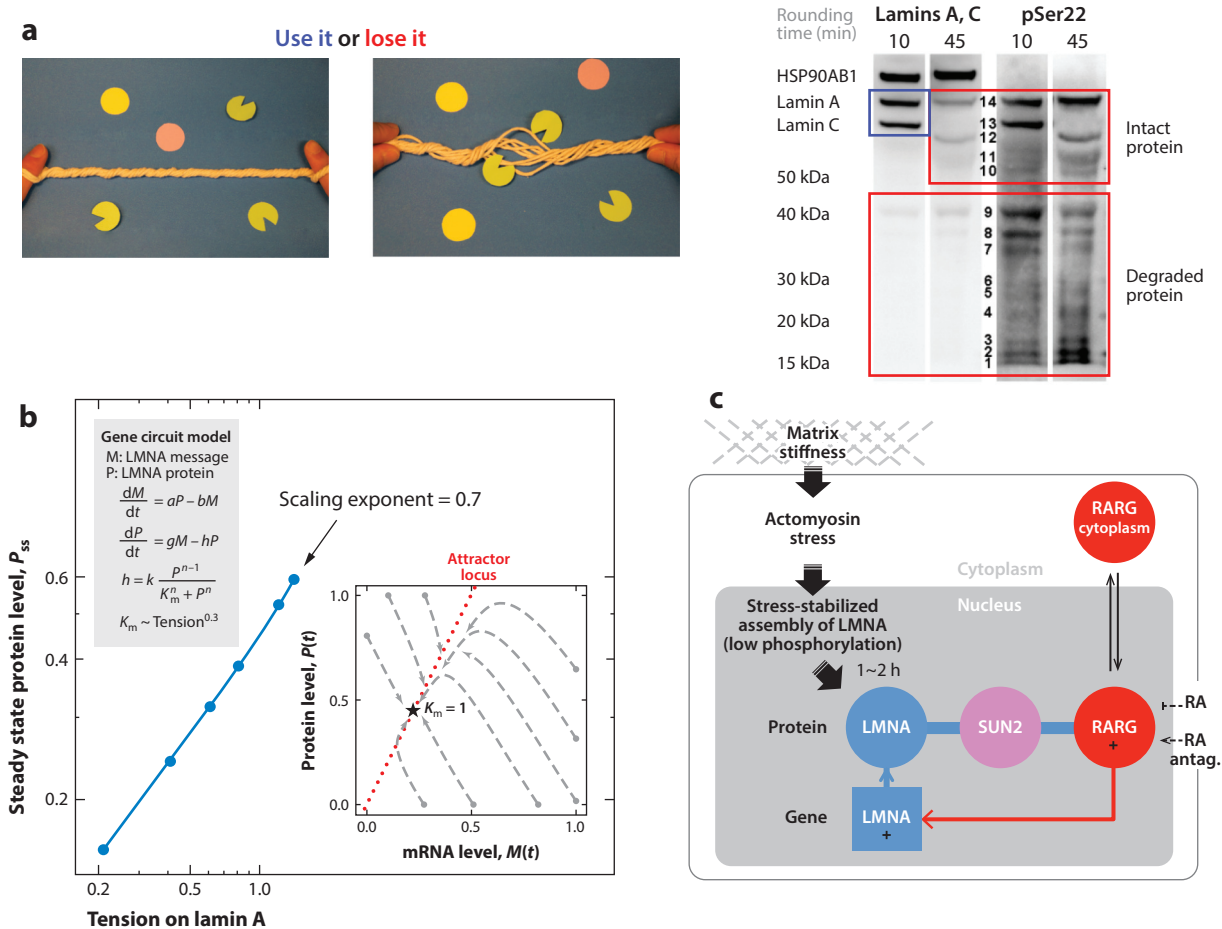 a
Use it or lose it
Rounding time (min)
Lamins A, C
pSer22
10 45 10 45
HSP90AB1
Lamin A
Lamin C
50 kDa
40 kDa
30 kDa
20 kDa
15 kDa
14
13
12
11
10
9
8
7
6
5
4
3
2
1
Intact
protein
Degraded
protein
b
Gene circuit model
M: LMNA message
P: LMNA protein
dM/dt = aP – bM
dP/dt = gM – hP
h = k P^{n–1}/(K_m^n + P^n)
K_m ~ Tension^{0.3}
Scaling exponent = 0.7
Steady state protein level, P_ss
0.6
0.4
0.2
0.2 0.5 1.0
Tension on lamin A
Attractor
locus
Protein level, P(t)
1.0
0.5
0.0
K_m = 1
0.0 0.5 1.0
mRNA level, M(t)
c
Matrix
stiffness
Actomyosin
stress
RARG
cytoplasm
Cytoplasm
Nucleus
Stress-stabilized
assembly of LMNA
(low phosphorylation)
1~2 h
Protein
LMNA
SUN2
RARG
+
RA
RA
antag.
Gene
LMNA
+